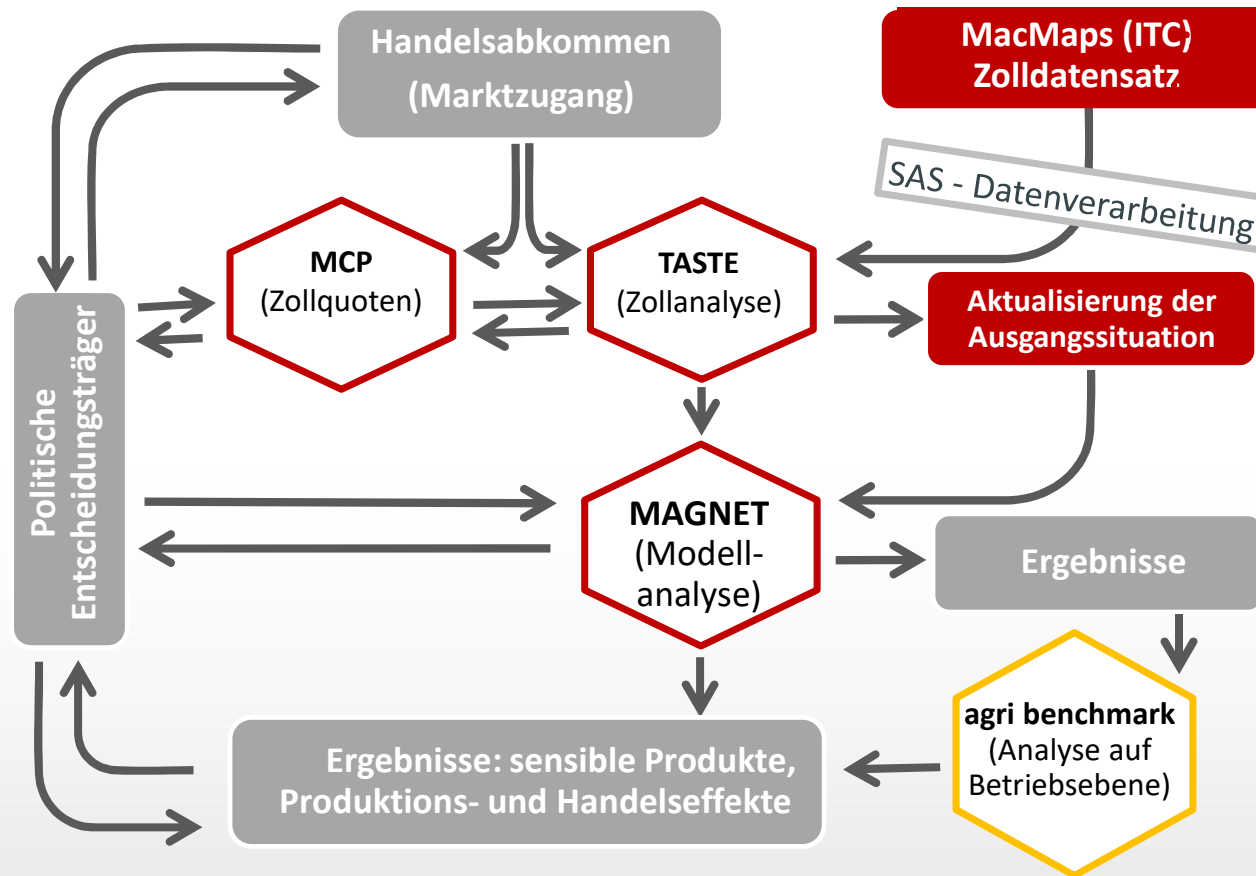 Handelsabkommen
(Marktzugang)
MacMaps (ITC)
Zolldatensatz
SAS - Datenverarbeitung
MCP
(Zollquoten)
TASTE
(Zollanalyse)
Aktualisierung der
Ausgangssituation
Politische
Entscheidungsträger
MAGNET
(Modell-
analyse)
Ergebnisse
agri benchmark
(Analyse auf
Betriebsebene)
Ergebnisse: sensible Produkte,
Produktions- und Handelseffekte